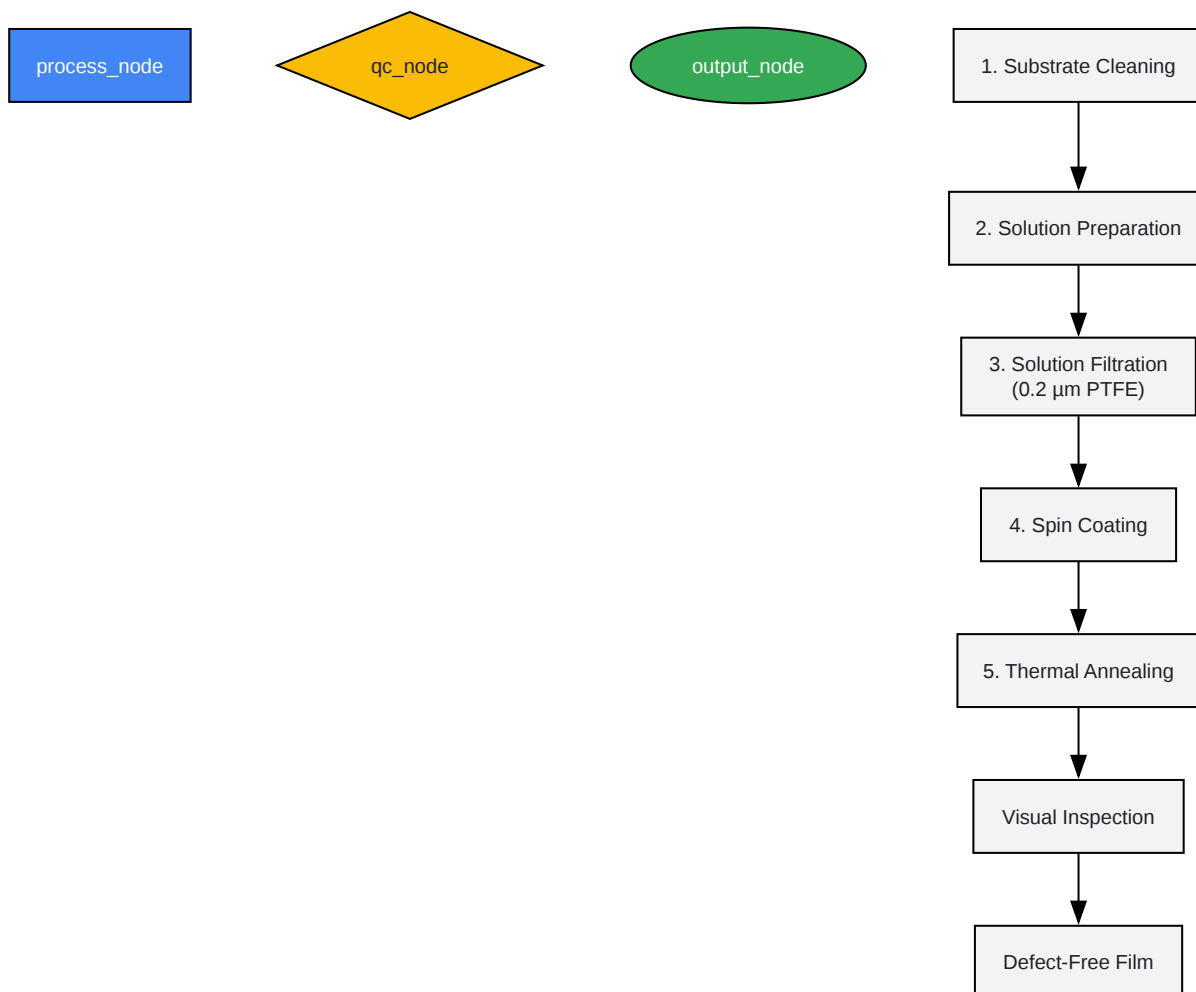 process_node
qc_node
output_node
1. Substrate Cleaning
2. Solution Preparation
3. Solution Filtration
(0.2 µm PTFE)
4. Spin Coating
5. Thermal Annealing
Visual Inspection
Defect-Free Film